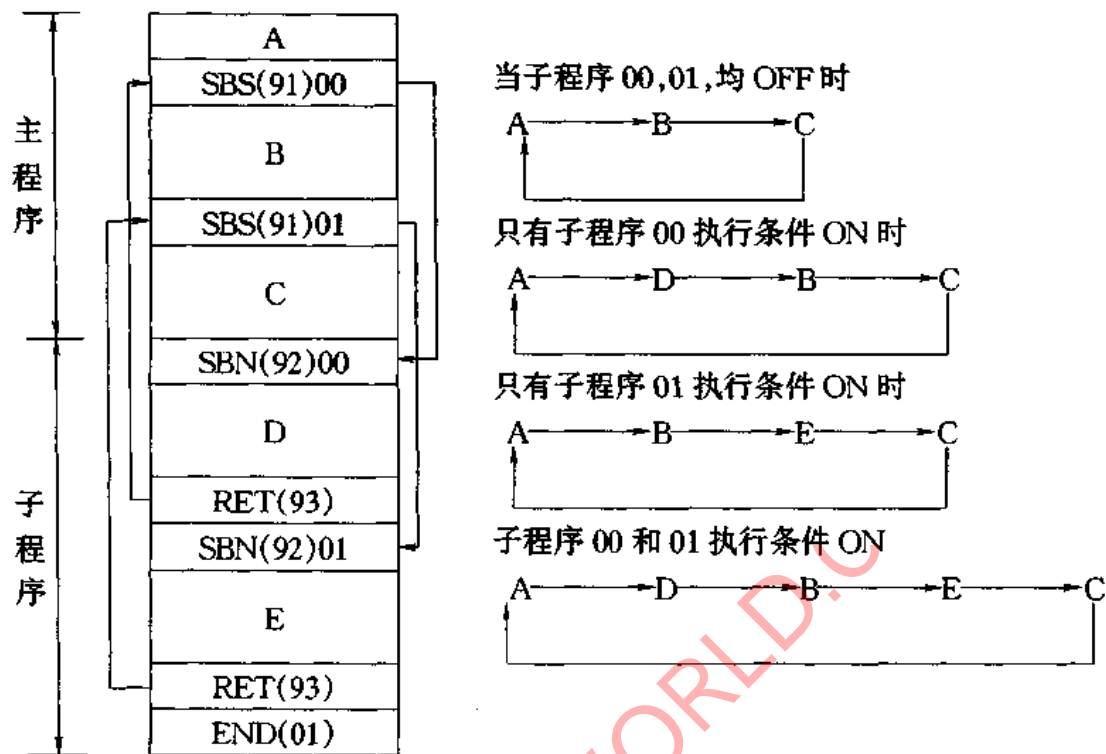 主程序
子程序
A
SBS(91)00
B
SBS(91)01
C
SBN(92)00
D
RET(93)
SBN(92)01
E
RET(93)
END(01)
当子程序 00,01,均 OFF 时
A B C
只有子程序 00 执行条件 ON 时
A D B C
只有子程序 01 执行条件 ON 时
A B E C
子程序 00 和 01 执行条件 ON
A D B E C
ORLD.C